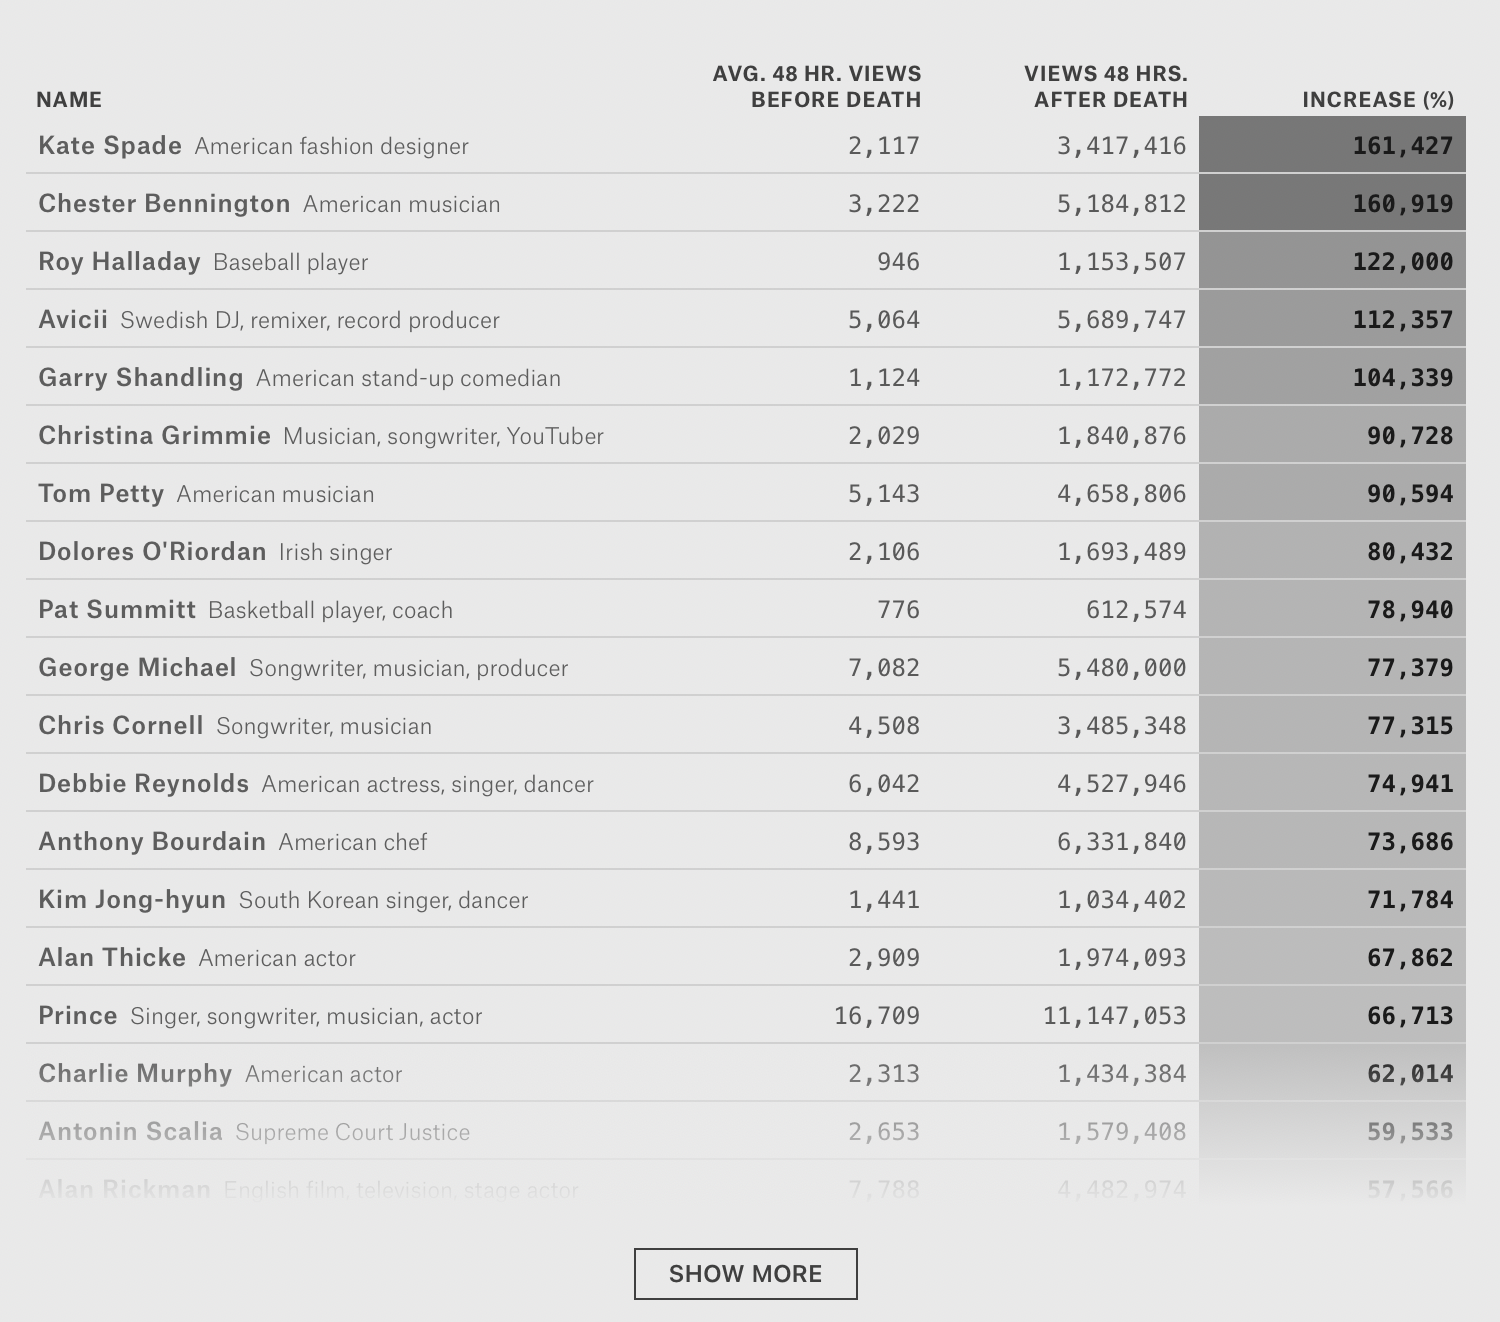 NAME AVG. 48 HR. VIEWS BEFORE DEATH VIEWS 48 HRS. AFTER DEATH INCREASE (%)
Kate Spade American fashion designer 2,117 3,417,416 161,427
Chester Bennington American musician 3,222 5,184,812 160,919
Roy Halladay Baseball player 946 1,153,507 122,000
Avicii Swedish DJ, remixer, record producer 5,064 5,689,747 112,357
Garry Shandling American stand-up comedian 1,124 1,172,772 104,339
Christina Grimmie Musician, songwriter, YouTuber 2,029 1,840,876 90,728
Tom Petty American musician 5,143 4,658,806 90,594
Dolores O'Riordan Irish singer 2,106 1,693,489 80,432
Pat Summitt Basketball player, coach 776 612,574 78,940
George Michael Songwriter, musician, producer 7,082 5,480,000 77,379
Chris Cornell Songwriter, musician 4,508 3,485,348 77,315
Debbie Reynolds American actress, singer, dancer 6,042 4,527,946 74,941
Anthony Bourdain American chef 8,593 6,331,840 73,686
Kim Jong-hyun South Korean singer, dancer 1,441 1,034,402 71,784
Alan Thicke American actor 2,909 1,974,093 67,862
Prince Singer, songwriter, musician, actor 16,709 11,147,053 66,713
Charlie Murphy American actor 2,313 1,434,384 62,014
Antonin Scalia Supreme Court Justice 2,653 1,579,408 59,533
Alan Rickman English film, television, stage actor 7,788 4,482,974 57,566
SHOW MORE